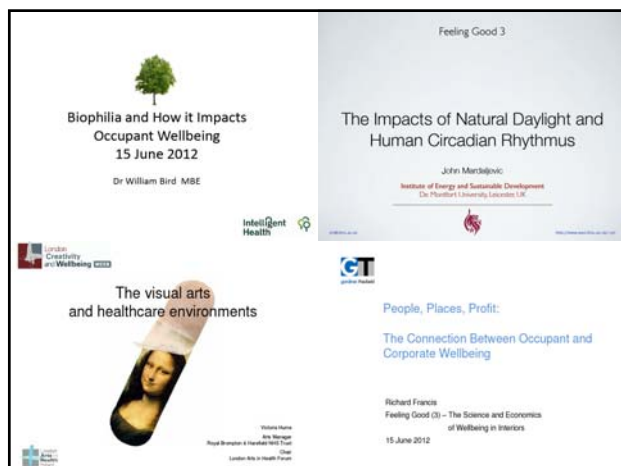 Biophilia and How it Impacts
Occupant Wellbeing
15 June 2012
Dr William Bird MBE
Intelligent
Health
Feeling Good 3
The Impacts of Natural Daylight and
Human Circadian Rhythmus
John Mardaljevic
Institute of Energy and Sustainable Development
De Montfort University, Leicester, UK
London
Creativity
and Wellbeing WEEK
The visual arts
and healthcare environments
Victoria Hume
Arts Manager
Royal Brompton & Harefield NHS Trust
Chair
London Arts in Health Forum
GT
People, Places, Profit:
The Connection Between Occupant and
Corporate Wellbeing
Richard Francis
Feeling Good (3) – The Science and Economics
of Wellbeing in Interiors
15 June 2012